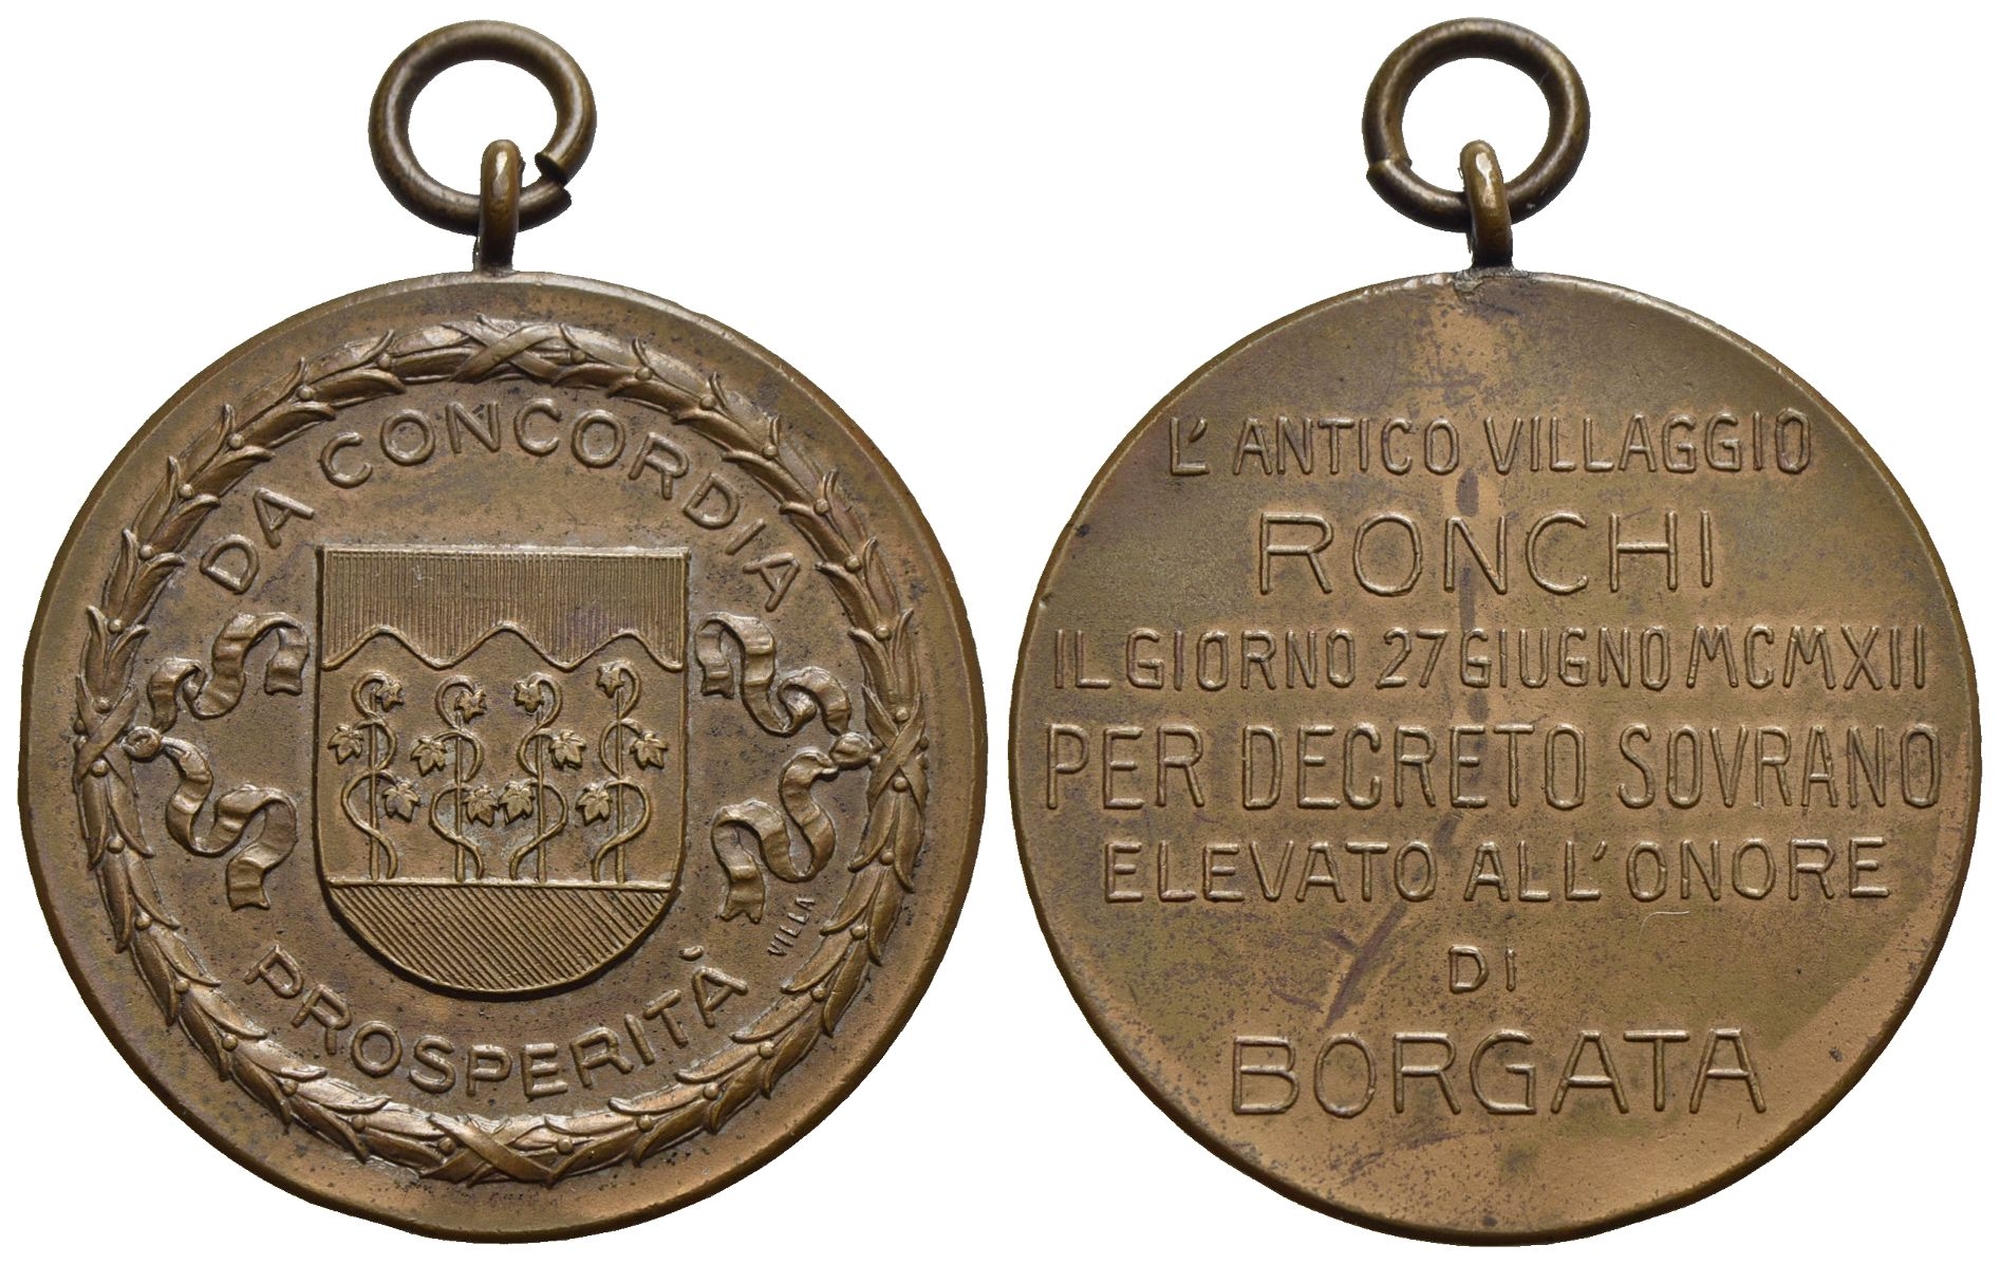 DA CONCORDIA
PROSPERITÀ
VILLA
L'ANTICO VILLAGGIO
RONCHI
IL GIORNO 27 GIUGNO MCMXII
PER DECRETO SOVRANO
ELEVATO ALL'ONORE
DI
BORGATA